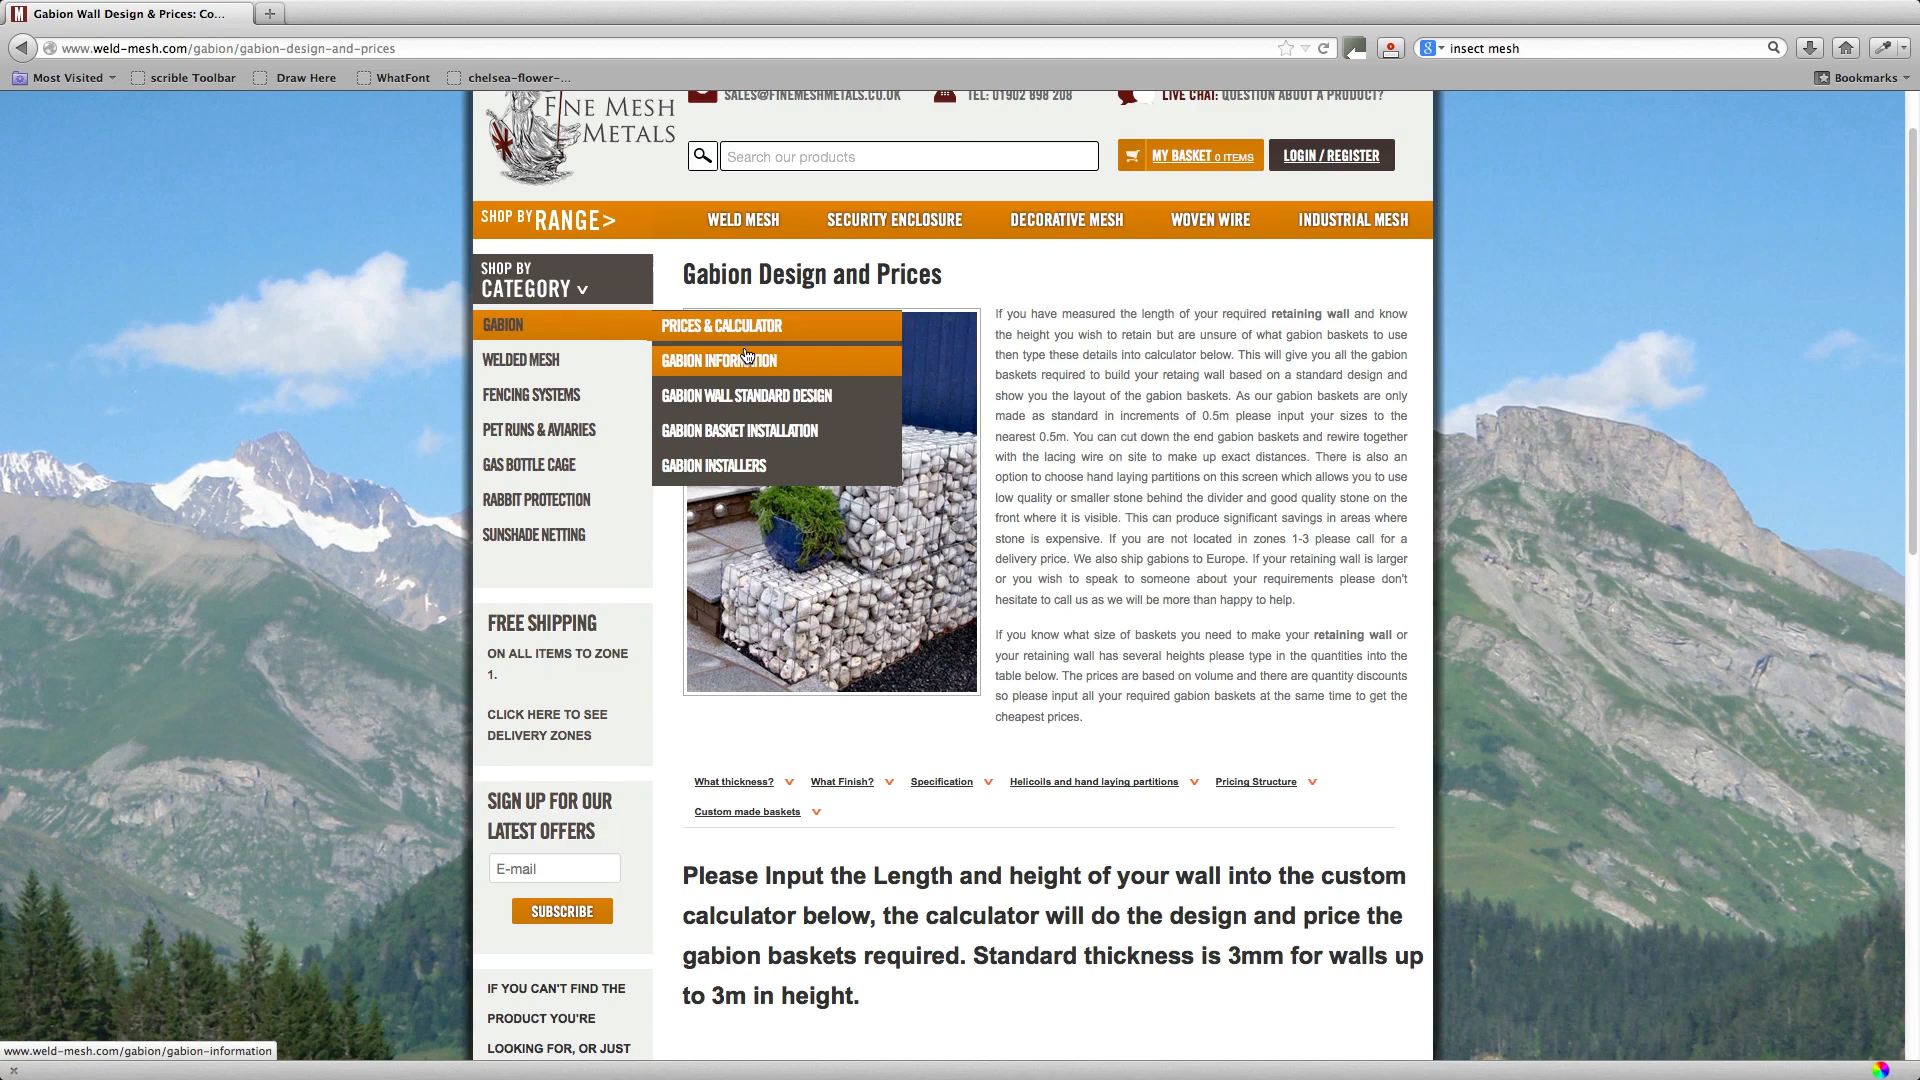 Gabion Wall Design & Prices: Co...
www.weld-mesh.com/gabion/gabion-design-and-prices
insect mesh
Most Visited
scrible Toolbar
Draw Here
WhatFont
chelsea-flower-...
Bookmarks
FINE MESH
METALS
SALES@FINEMESHMETALS.CO.UK
TEL: 01902 898 208
LIVE CHAT: QUESTION ABOUT A PRODUCT?
Search our products
MY BASKET 0 ITEMS
LOGIN / REGISTER
SHOP BY RANGE >
WELD MESH
SECURITY ENCLOSURE
DECORATIVE MESH
WOVEN WIRE
INDUSTRIAL MESH
SHOP BY
CATEGORY
GABION
WELDED MESH
FENCING SYSTEMS
PET RUNS & AVIARIES
GAS BOTTLE CAGE
RABBIT PROTECTION
SUNSHADE NETTING
PRICES & CALCULATOR
GABION INFORMATION
GABION WALL STANDARD DESIGN
GABION BASKET INSTALLATION
GABION INSTALLERS
FREE SHIPPING
ON ALL ITEMS TO ZONE
1.
CLICK HERE TO SEE
DELIVERY ZONES
SIGN UP FOR OUR
LATEST OFFERS
E-mail
SUBSCRIBE
IF YOU CAN'T FIND THE
PRODUCT YOU'RE
LOOKING FOR, OR JUST
Gabion Design and Prices
If you have measured the length of your required retaining wall and know
the height you wish to retain but are unsure of what gabion baskets to use
then type these details into calculator below. This will give you all the gabion
baskets required to build your retaing wall based on a standard design and
show you the layout of the gabion baskets. As our gabion baskets are only
made as standard in increments of 0.5m please input your sizes to the
nearest 0.5m. You can cut down the end gabion baskets and rewire together
with the lacing wire on site to make up exact distances. There is also an
option to choose hand laying partitions on this screen which allows you to use
low quality or smaller stone behind the divider and good quality stone on the
front where it is visible. This can produce significant savings in areas where
stone is expensive. If you are not located in zones 1-3 please call for a
delivery price. We also ship gabions to Europe. If your retaining wall is larger
or you wish to speak to someone about your requirements please don't
hesitate to call us as we will be more than happy to help.
If you know what size of baskets you need to make your retaining wall or
your retaining wall has several heights please type in the quantities into the
table below. The prices are based on volume and there are quantity discounts
so please input all your required gabion baskets at the same time to get the
cheapest prices.
What thickness?
What Finish?
Specification
Helicoils and hand laying partitions
Pricing Structure
Custom made baskets
Please Input the Length and height of your wall into the custom
calculator below, the calculator will do the design and price the
gabion baskets required. Standard thickness is 3mm for walls up
to 3m in height.
www.weld-mesh.com/gabion/gabion-information